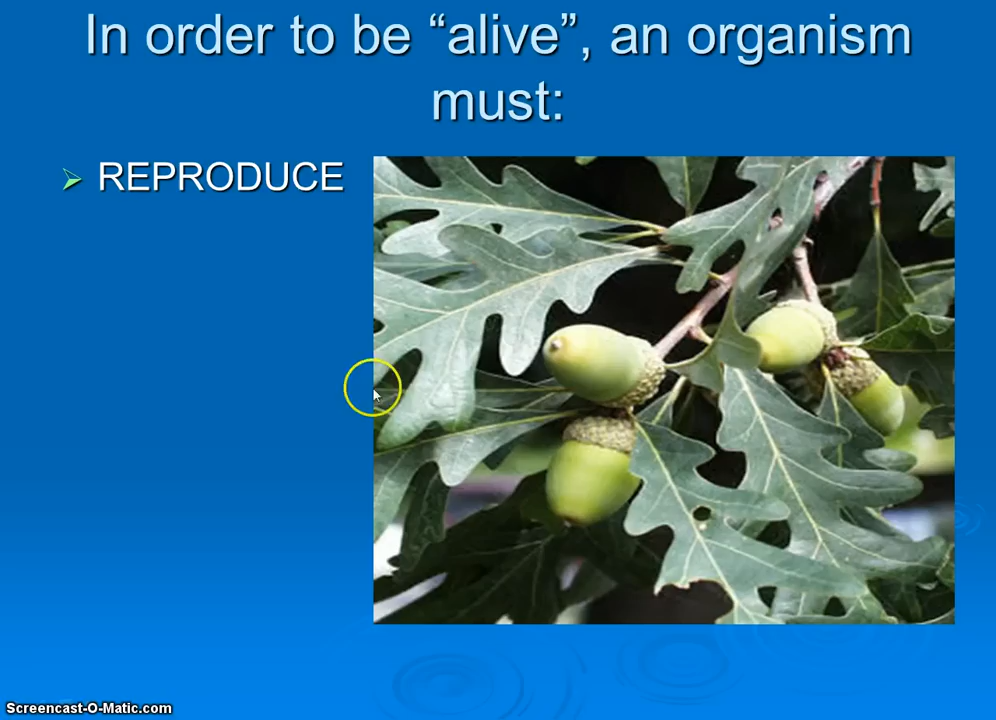 In order to be “alive”, an organism
must:
REPRODUCE
Screencast-O-Matic.com